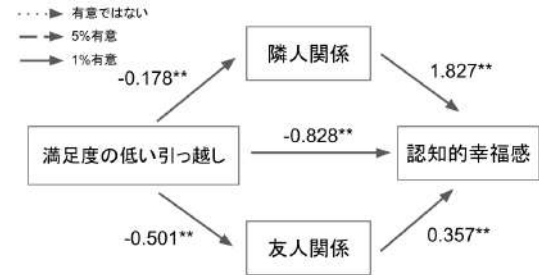 有意ではない
5%有意
1%有意
隣人関係
-0.178**
1.827**
満足度の低い引っ越し
-0.828**
認知的幸福感
-0.501**
友人関係
0.357**